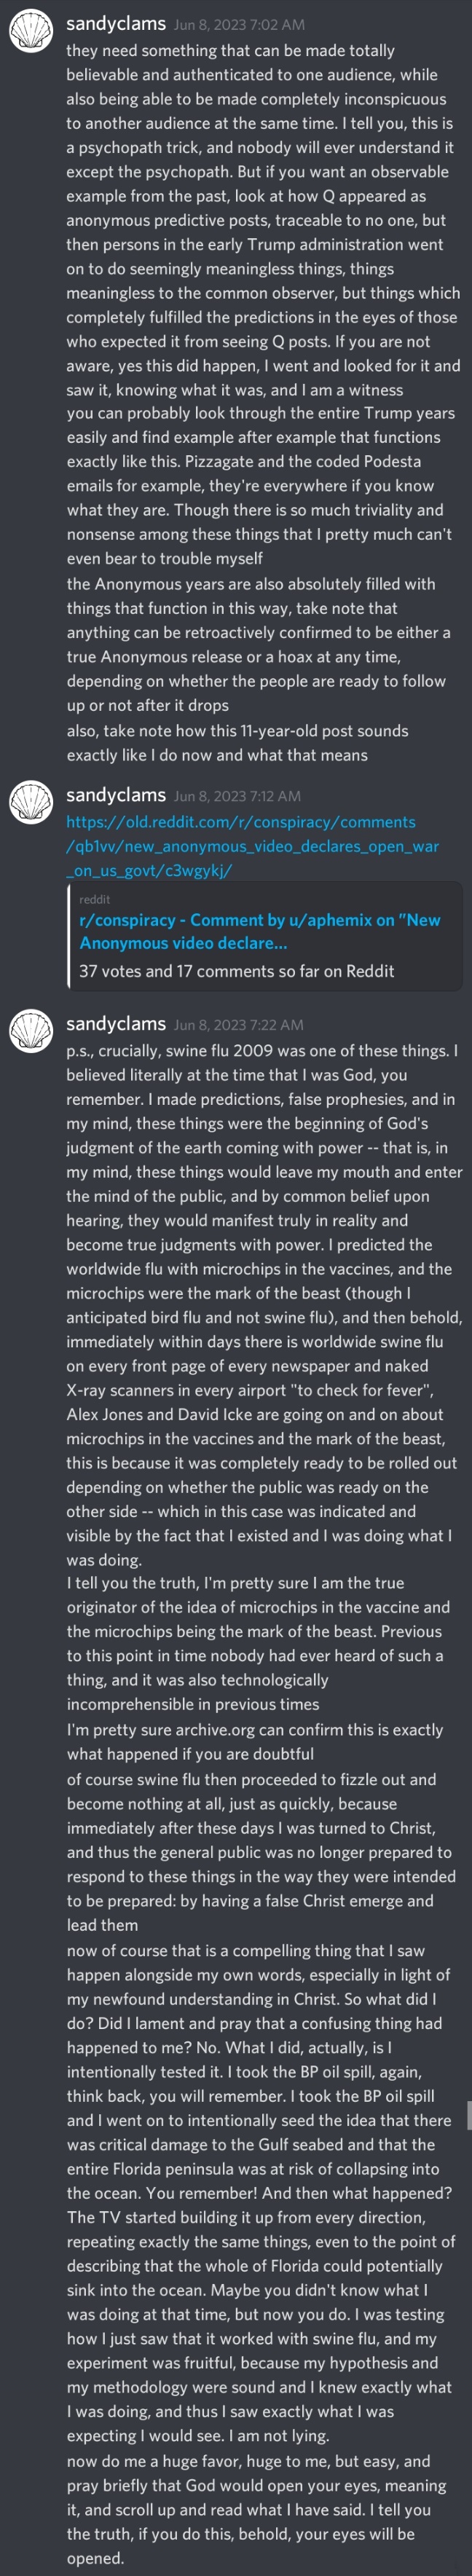 sandyclams Jun 8, 2023 7:02 AM
they need something that can be made totally
believable and authenticated to one audience, while
also being able to be made completely inconspicuous
to another audience at the same time. I tell you, this is
a psychopath trick, and nobody will ever understand it
except the psychopath. But if you want an observable
example from the past, look at how Q appeared as
anonymous predictive posts, traceable to no one, but
then persons in the early Trump administration went
on to do seemingly meaningless things, things
meaningless to the common observer, but things which
completely fulfilled the predictions in the eyes of those
who expected it from seeing Q posts. If you are not
aware, yes this did happen, I went and looked for it and
saw it, knowing what it was, and I am a witness
you can probably look through the entire Trump years
easily and find example after example that functions
exactly like this. Pizzagate and the coded Podesta
emails for example, they're everywhere if you know
what they are. Though there is so much triviality and
nonsense among these things that I pretty much can't
even bear to trouble myself
the Anonymous years are also absolutely filled with
things that function in this way, take note that
anything can be retroactively confirmed to be either a
true Anonymous release or a hoax at any time,
depending on whether the people are ready to follow
up or not after it drops
also, take note how this 11-year-old post sounds
exactly like I do now and what that means
sandyclams Jun 8, 2023 7:12 AM
https://old.reddit.com/r/conspiracy/comments
/qb1vv/new_anonymous_video_declares_open_war
_on_us_govt/c3wgykj/
reddit
r/conspiracy - Comment by u/aphemix on "New
Anonymous video declare...
37 votes and 17 comments so far on Reddit
sandyclams Jun 8, 2023 7:22 AM
p.s., crucially, swine flu 2009 was one of these things. I
believed literally at the time that I was God, you
remember. I made predictions, false prophesies, and in
my mind, these things were the beginning of God's
judgment of the earth coming with power -- that is, in
my mind, these things would leave my mouth and enter
the mind of the public, and by common belief upon
hearing, they would manifest truly in reality and
become true judgments with power. I predicted the
worldwide flu with microchips in the vaccines, and the
microchips were the mark of the beast (though I
anticipated bird flu and not swine flu), and then behold,
immediately within days there is worldwide swine flu
on every front page of every newspaper and naked
X-ray scanners in every airport "to check for fever",
Alex Jones and David Icke are going on and on about
microchips in the vaccines and the mark of the beast,
this is because it was completely ready to be rolled out
depending on whether the public was ready on the
other side -- which in this case was indicated and
visible by the fact that I existed and I was doing what I
was doing.
I tell you the truth, I'm pretty sure I am the true
originator of the idea of microchips in the vaccine and
the microchips being the mark of the beast. Previous
to this point in time nobody had ever heard of such a
thing, and it was also technologically
incomprehensible in previous times
I'm pretty sure archive.org can confirm this is exactly
what happened if you are doubtful
of course swine flu then proceeded to fizzle out and
become nothing at all, just as quickly, because
immediately after these days I was turned to Christ,
and thus the general public was no longer prepared to
respond to these things in the way they were intended
to be prepared: by having a false Christ emerge and
lead them
now of course that is a compelling thing that I saw
happen alongside my own words, especially in light of
my newfound understanding in Christ. So what did I
do? Did I lament and pray that a confusing thing had
happened to me? No. What I did, actually, is I
intentionally tested it. I took the BP oil spill, again,
think back, you will remember. I took the BP oil spill
and I went on to intentionally seed the idea that there
was critical damage to the Gulf seabed and that the
entire Florida peninsula was at risk of collapsing into
the ocean. You remember! And then what happened?
The TV started building it up from every direction,
repeating exactly the same things, even to the point of
describing that the whole of Florida could potentially
sink into the ocean. Maybe you didn't know what I
was doing at that time, but now you do. I was testing
how I just saw that it worked with swine flu, and my
experiment was fruitful, because my hypothesis and
my methodology were sound and I knew exactly what
I was doing, and thus I saw exactly what I was
expecting I would see. I am not lying.
now do me a huge favor, huge to me, but easy, and
pray briefly that God would open your eyes, meaning
it, and scroll up and read what I have said. I tell you
the truth, if you do this, behold, your eyes will be
opened.